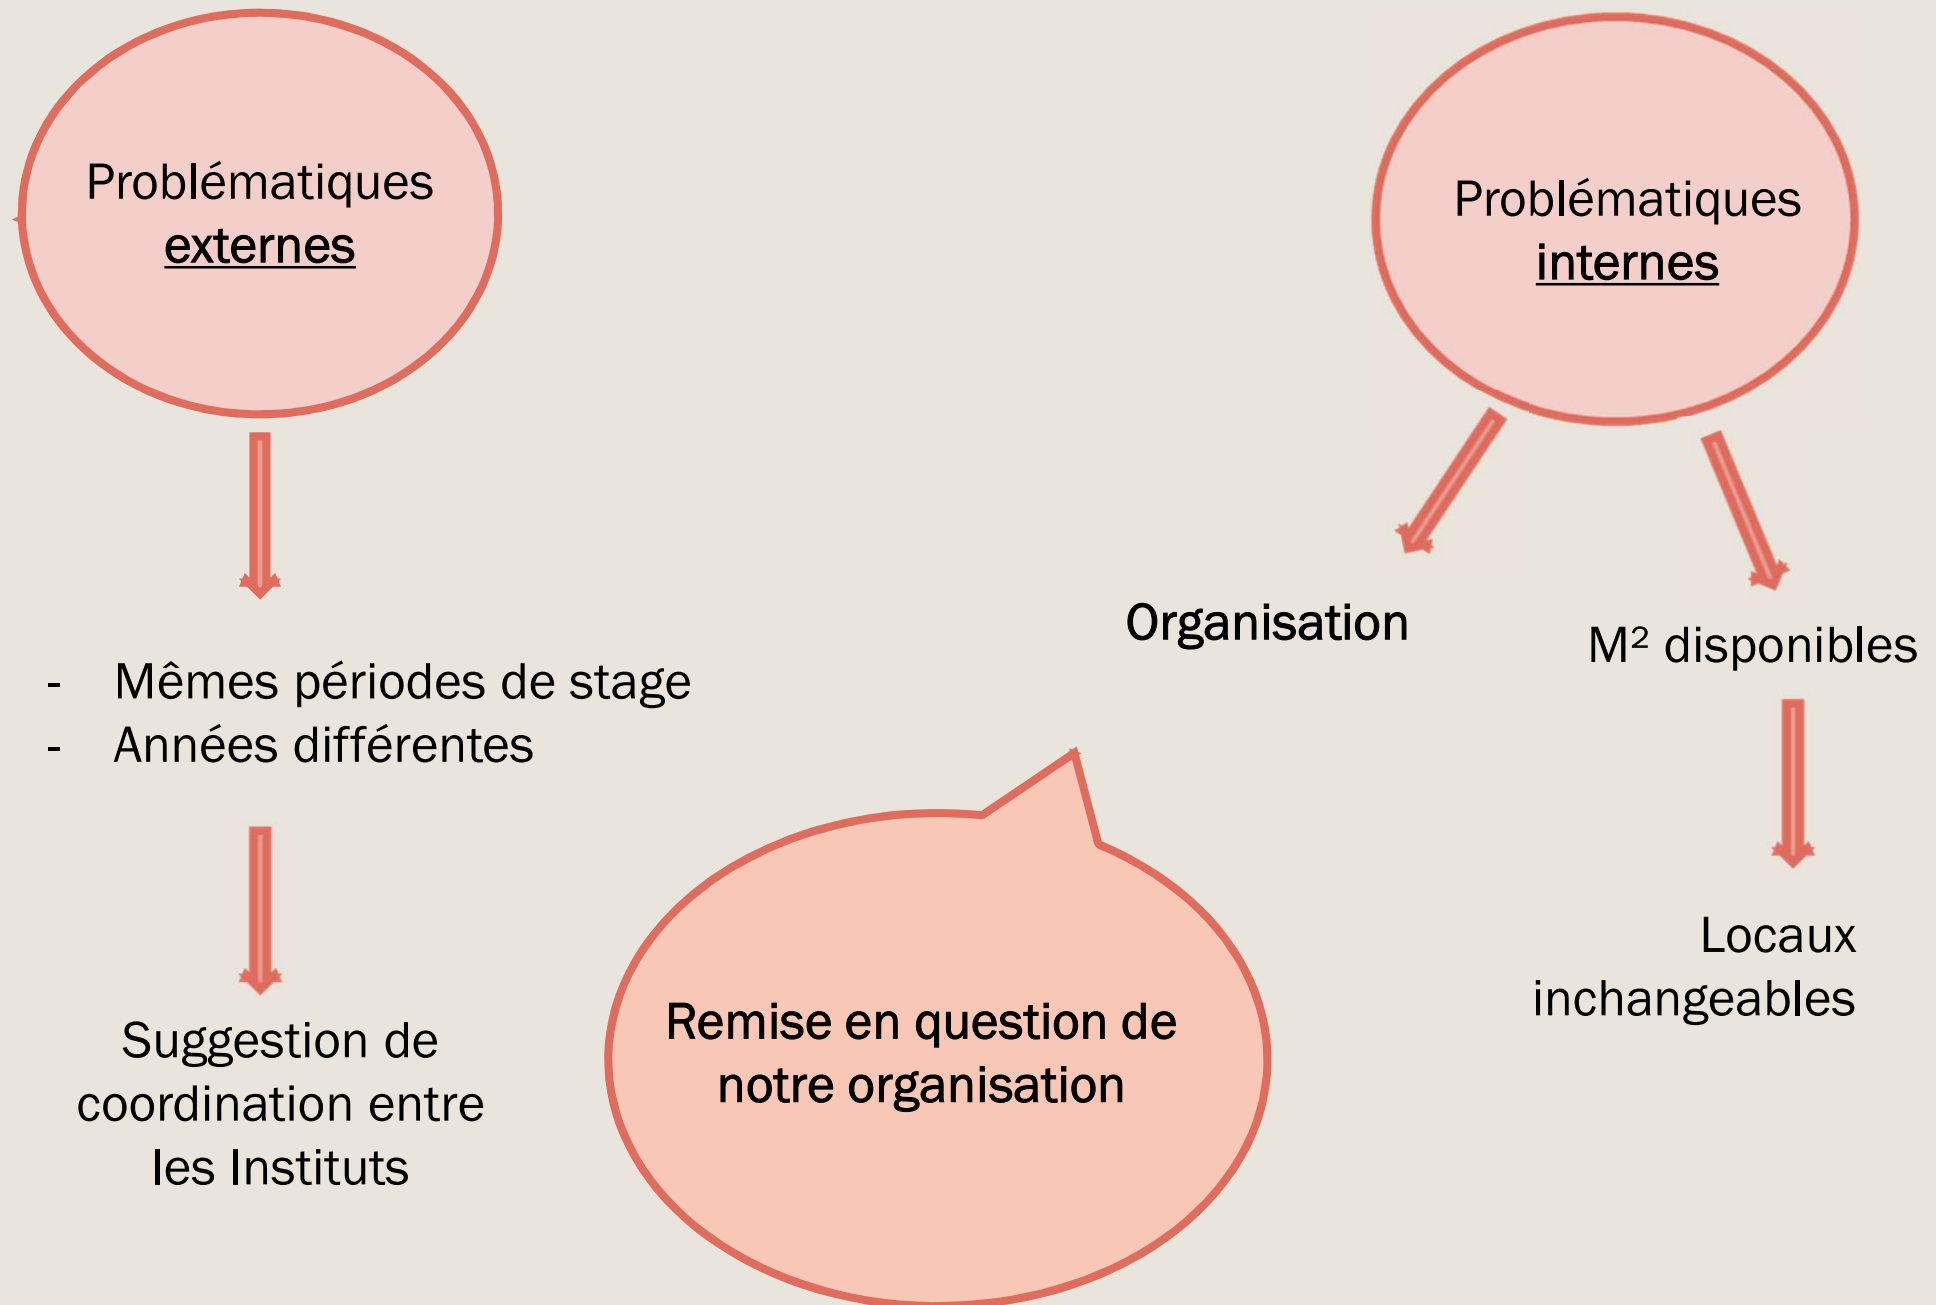 Problématiques
externes
- Mêmes périodes de stage
- Années différentes
Suggestion de
coordination entre
les Instituts
Problématiques
internes
Organisation
M² disponibles
Locaux
inchangeables
Remise en question de
notre organisation